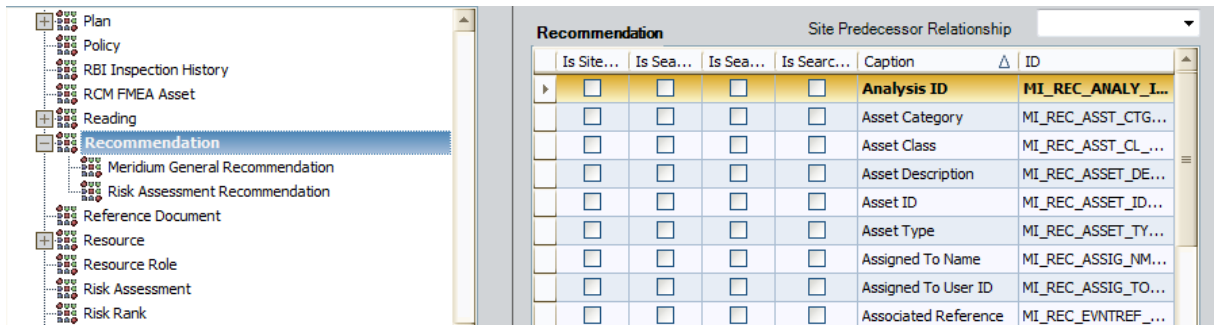 Plan
Policy
RBI Inspection History
RCM FMEA Asset
Reading
Recommendation
Meridium General Recommendation
Risk Assessment Recommendation
Reference Document
Resource
Resource Role
Risk Assessment
Risk Rank
Recommendation Site Predecessor Relationship
Is Site... Is Sea... Is Sea... Is Searc... Caption ID
Analysis ID MI_REC_ANALY_I...
Asset Category MI_REC_ASST_CTG...
Asset Class MI_REC_ASST_CL_...
Asset Description MI_REC_ASSET_DE...
Asset ID MI_REC_ASSET_ID...
Asset Type MI_REC_ASSET_TY...
Assigned To Name MI_REC_ASSIG_NM...
Assigned To User ID MI_REC_ASSIG_TO...
Associated Reference MI_REC_EVNTREF_...